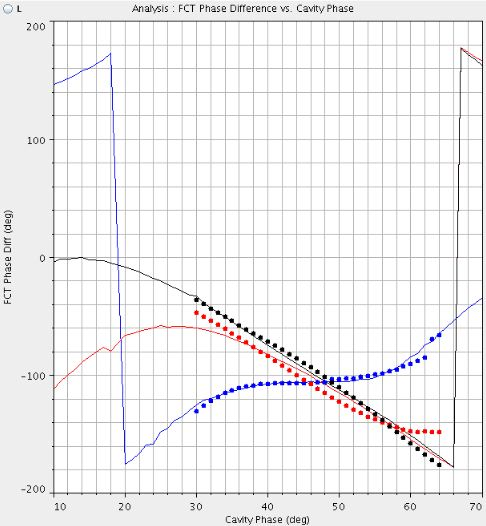 L
Analysis : FCT Phase Difference vs. Cavity Phase
200
100
0
-100
-200
FCT Phase Diff (deg)
10 20 30 40 50 60 70
Cavity Phase (deg)